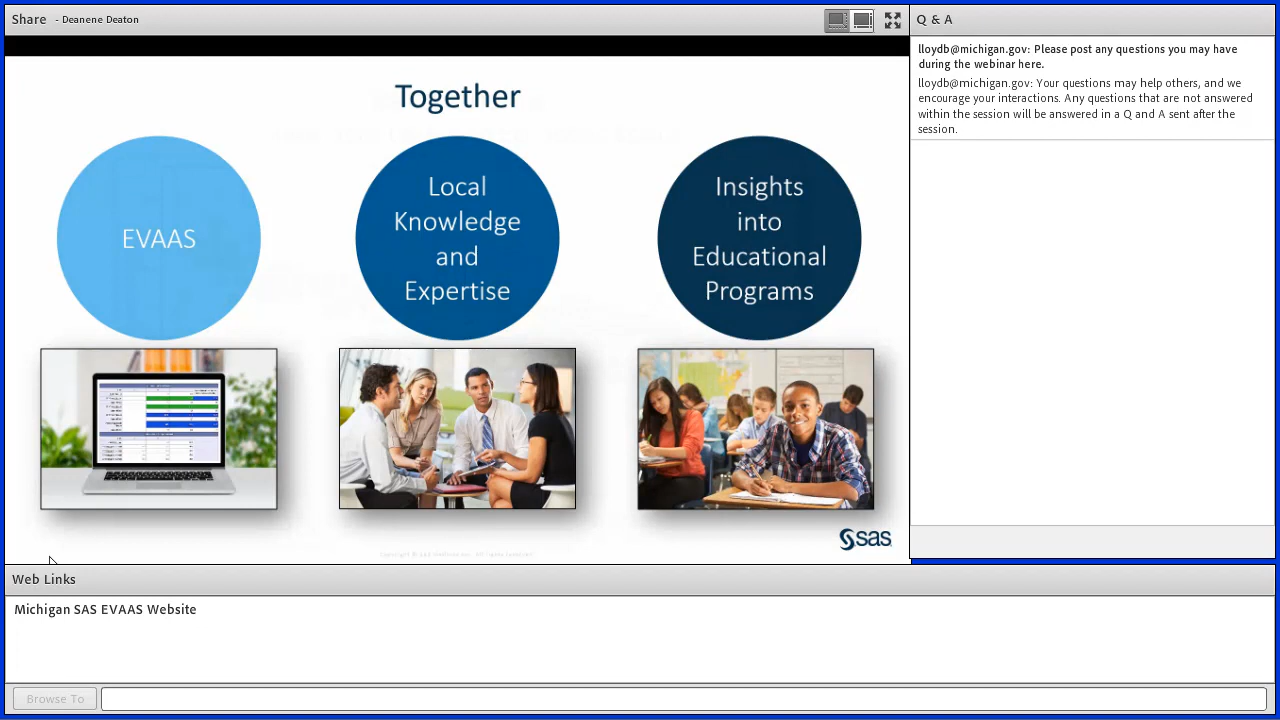 Share - Deanene Deaton
Together
EVAAS
Local
Knowledge
and
Expertise
Insights
into
Educational
Programs
sas
Q & A
lloydb@michigan.gov: Please post any questions you may have
during the webinar here.
lloydb@michigan.gov: Your questions may help others, and we
encourage your interactions. Any questions that are not answered
within the session will be answered in a Q and A sent after the
session.
Web Links
Michigan SAS EVAAS Website
Browse To